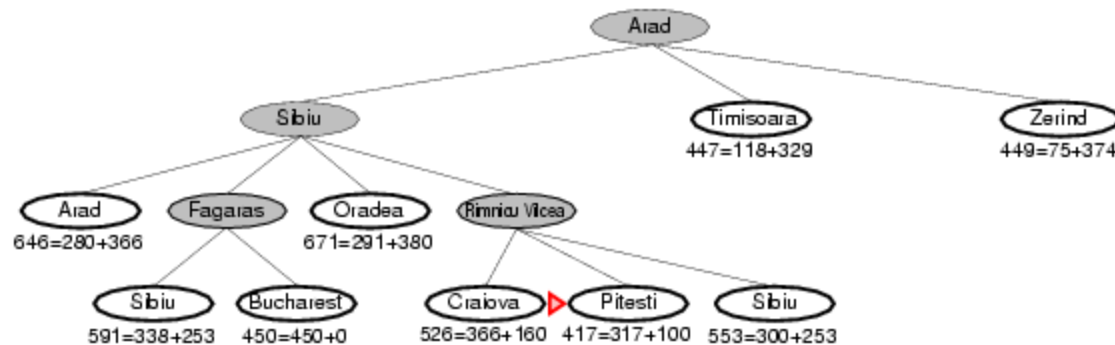 Arad
Sibiu
Timisoara
Zerind
447=118+329
449=75+374
Arad
Fagaras
Oradea
Rimnicu Vilcea
646=280+366
671=291+380
Sibiu
Bucharest
Craiova
Pitesti
Sibiu
591=338+253
450=450+0
526=366+160
417=317+100
553=300+253